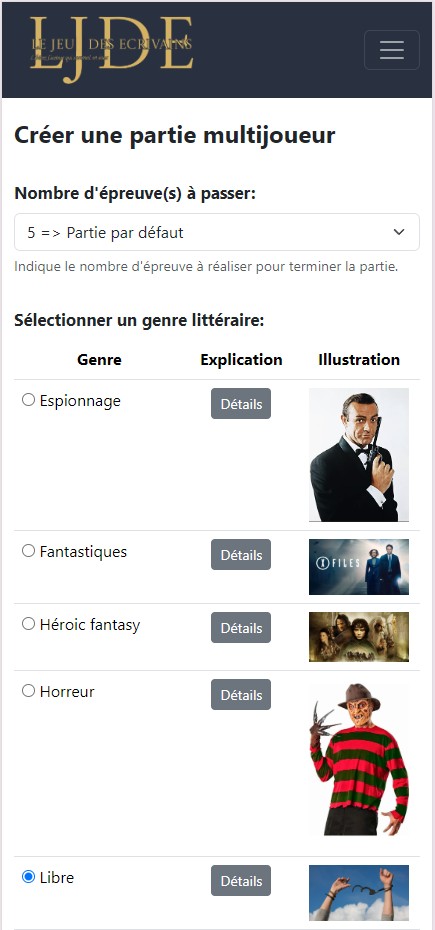 LJDE
LE JEU DES ECRIVAINS
Créer une partie multijoueur
Nombre d'épreuve(s) à passer:
5 => Partie par défaut
Indique le nombre d'épreuve à réaliser pour terminer la partie.
Sélectionner un genre littéraire:
Genre Explication Illustration
Espionnage Détails
Fantastiques Détails
X FILES
Héroic fantasy Détails
Horreur Détails
Libre Détails